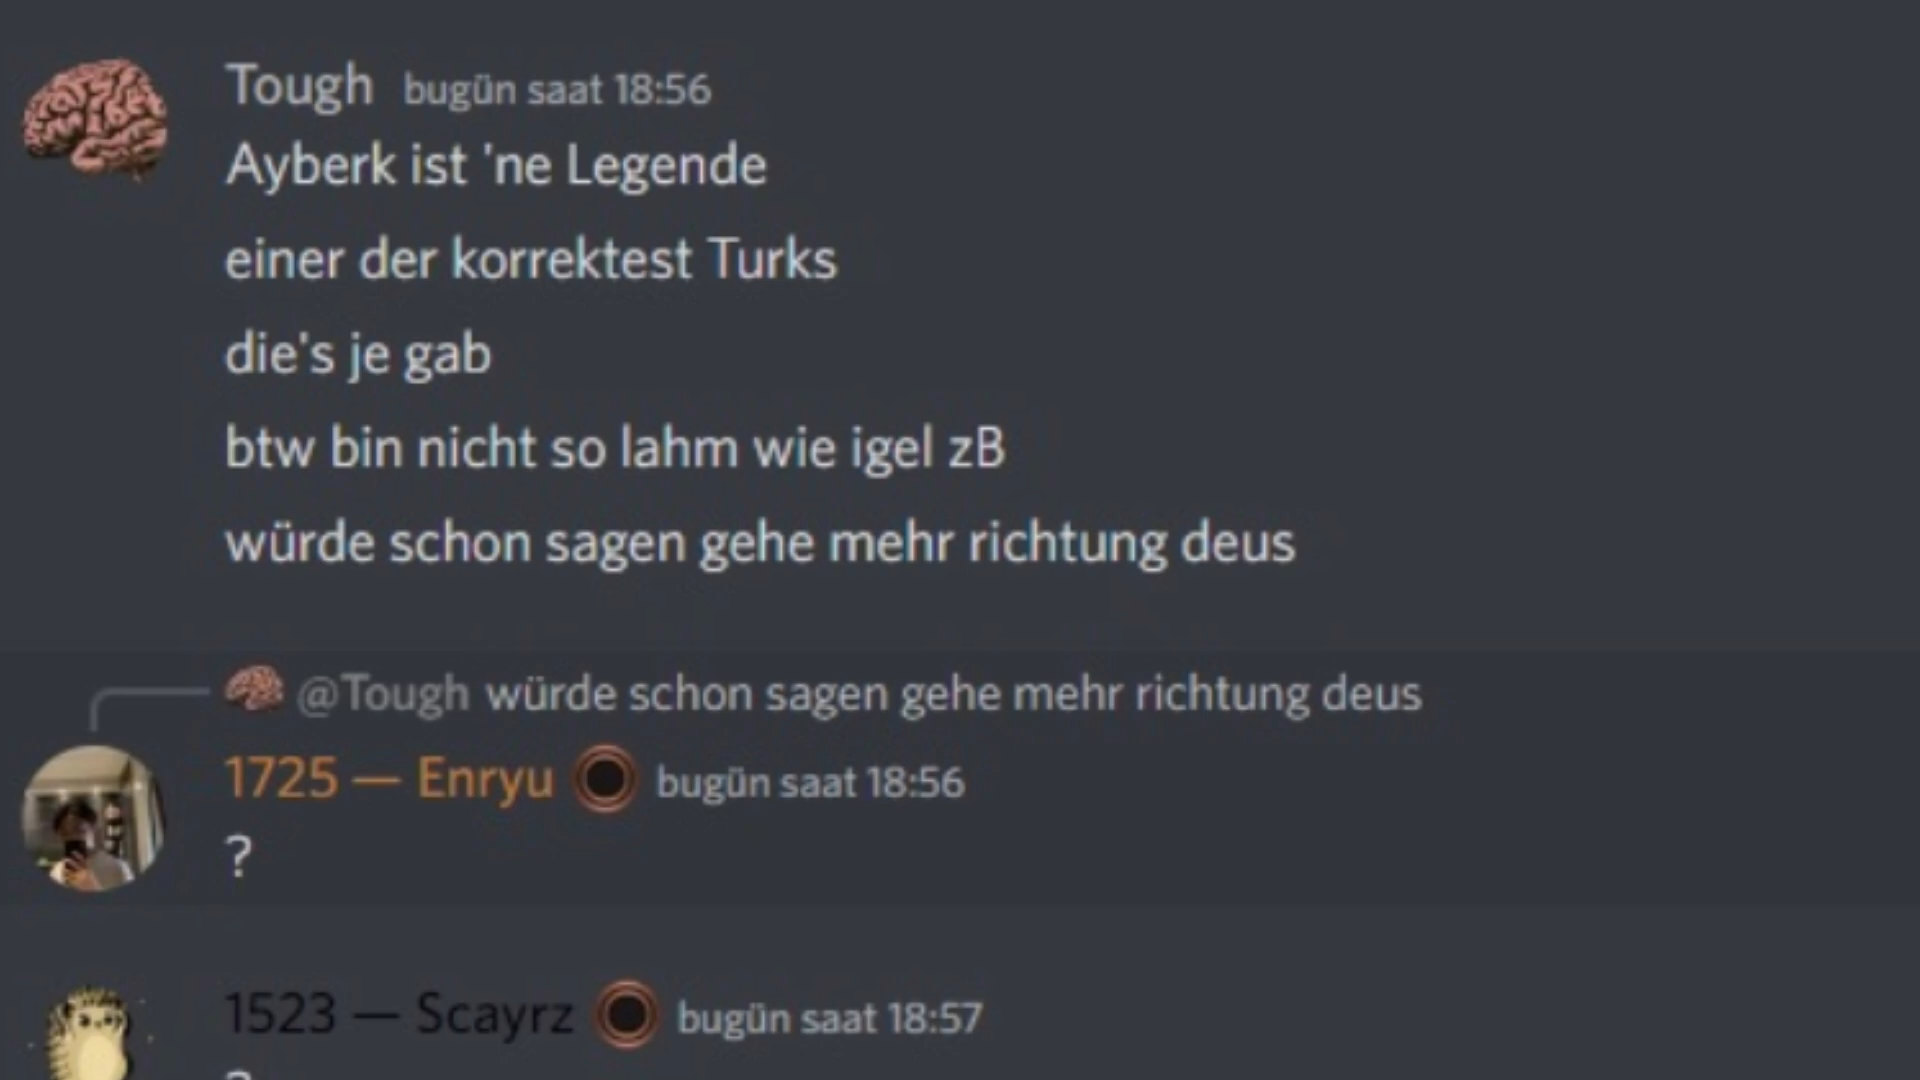 Tough bugün saat 18:56
Ayberk ist 'ne Legende
einer der korrektest Turks
die's je gab
btw bin nicht so lahm wie igel zB
würde schon sagen gehe mehr richtung deus
@Tough würde schon sagen gehe mehr richtung deus
1725 — Enryu bugün saat 18:56
?
1523 — Scayrz bugün saat 18:57